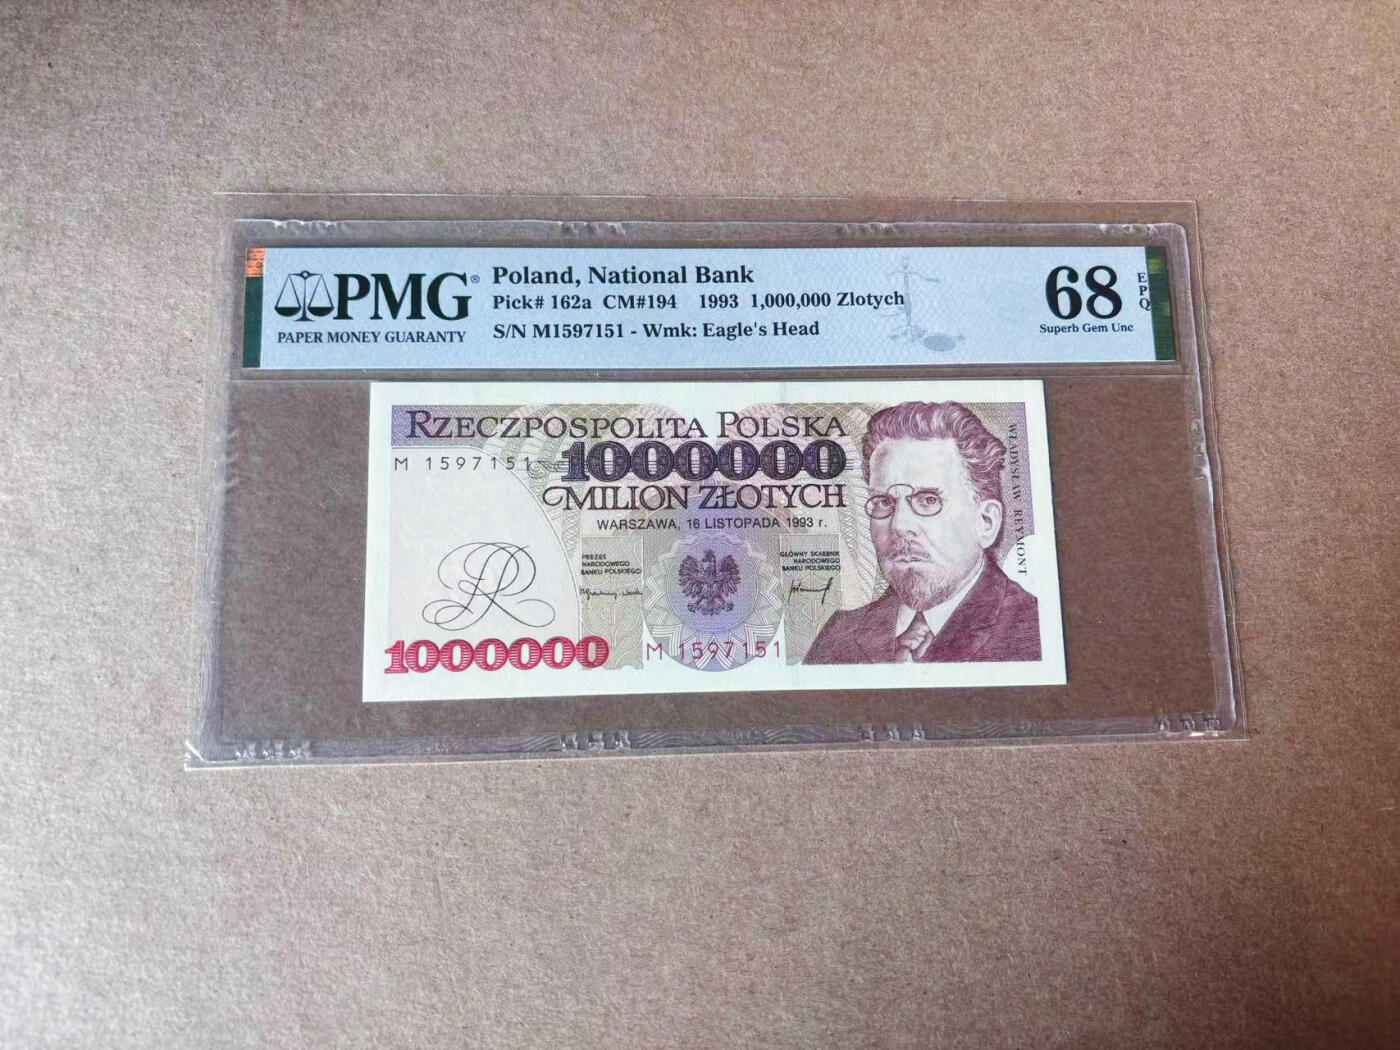 PMG®
PAPER MONEY GUARANTY
Poland, National Bank
Pick# 162a CM#194 1993 1,000,000 Zlotych
S/N M1597151 - Wmk: Eagle's Head
68 EPQ
Superb Gem Unc
RZECZPOSPOLITA POLSKA
M 1597151
1000000
MILION ZŁOTYCH
WARSZAWA, 16 LISTOPADA 1993 r.
PREZES
NARODOWEGO
BANKU POLSKIEGO
GŁÓWNY SKARBNIK
NARODOWEGO
BANKU POLSKIEGO
WŁADYSŁAW REYMONT
1000000
M 1597151